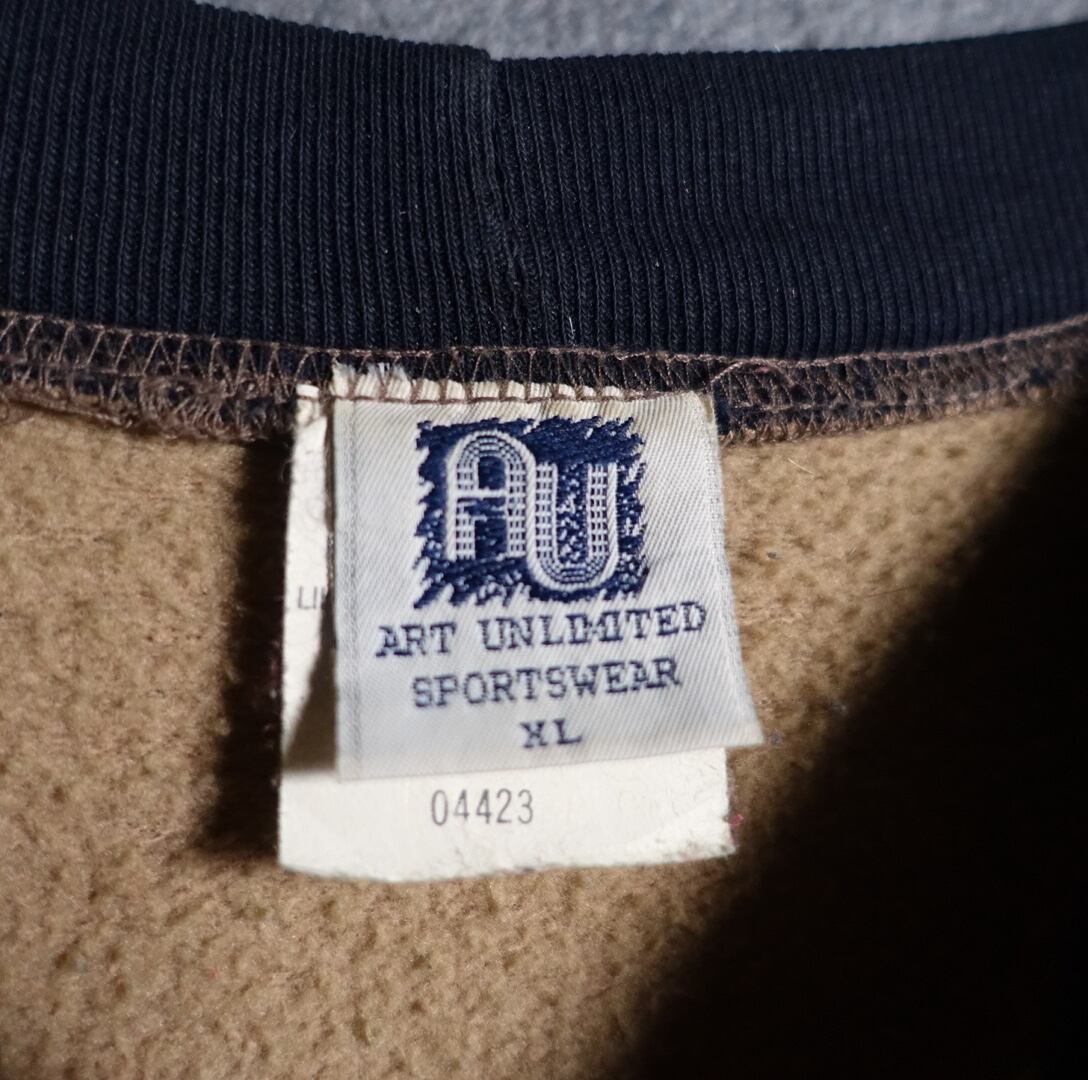 AU
ART UNLIMITED
SPORTSWEAR
XL
04423